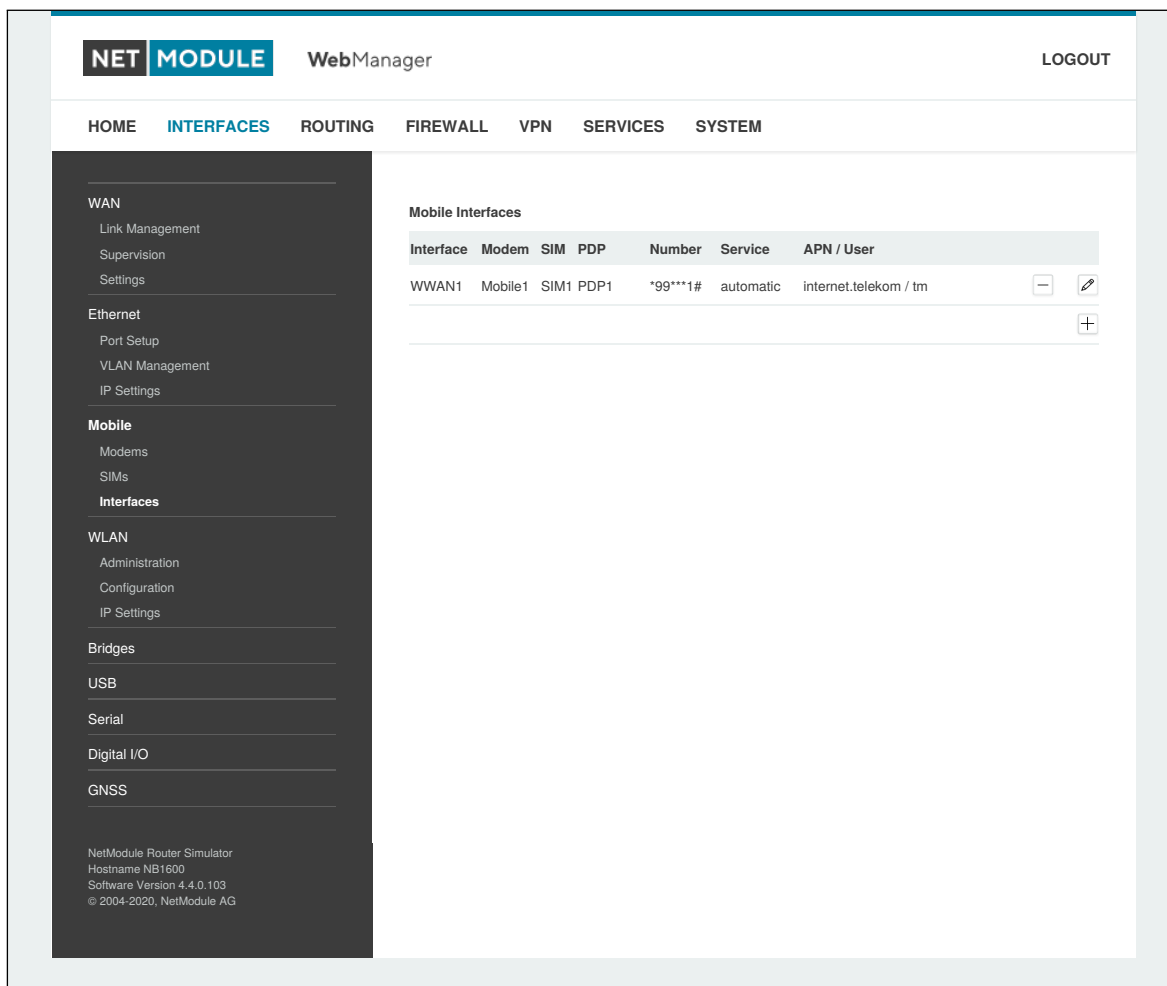 NET MODULE WebManager LOGOUT
HOME INTERFACES ROUTING FIREWALL VPN SERVICES SYSTEM
WAN
Link Management
Supervision
Settings
Ethernet
Port Setup
VLAN Management
IP Settings
Mobile
Modems
SIMs
Interfaces
WLAN
Administration
Configuration
IP Settings
Bridges
USB
Serial
Digital I/O
GNSS
NetModule Router Simulator
Hostname NB1600
Software Version 4.4.0.103
© 2004-2020, NetModule AG
Mobile Interfaces
Interface Modem SIM PDP Number Service APN / User
WWAN1 Mobile1 SIM1 PDP1 *99***1# automatic internet.telekom / tm